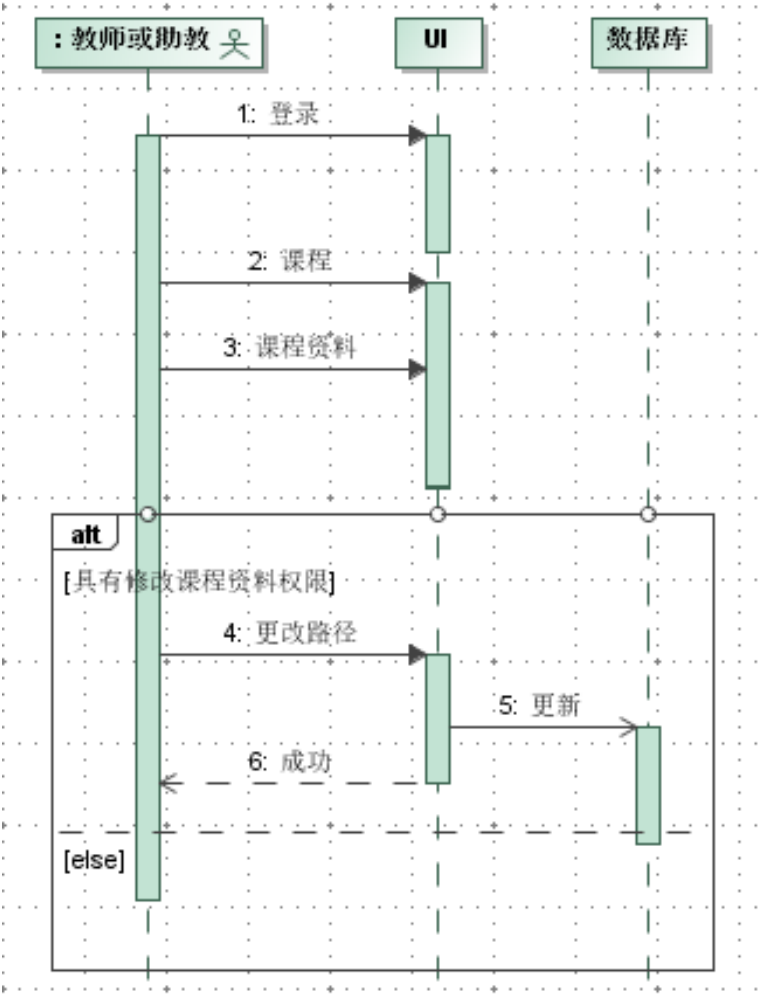 : 教师或助教
UI
数据库
1: 登录
2: 课程
3: 课程资料
alt
[具有修改课程资料权限]
4: 更改路径
5: 更新
6: 成功
[else]